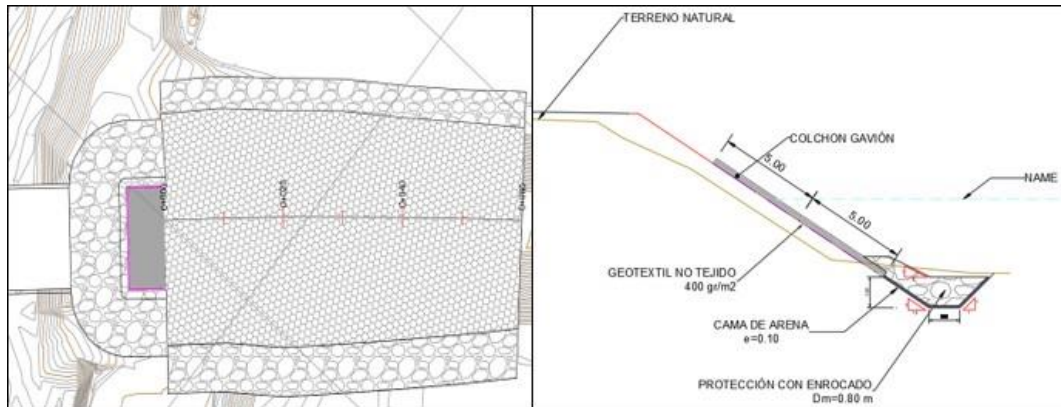 TERRENO NATURAL
COLCHON GAVIÓN
5.00
NAME
5.00
GEOTEXTIL NO TEJIDO
400 gr/m2
CAMA DE ARENA
e=0.10
PROTECCIÓN CON ENROCADO
Dm=0.80 m